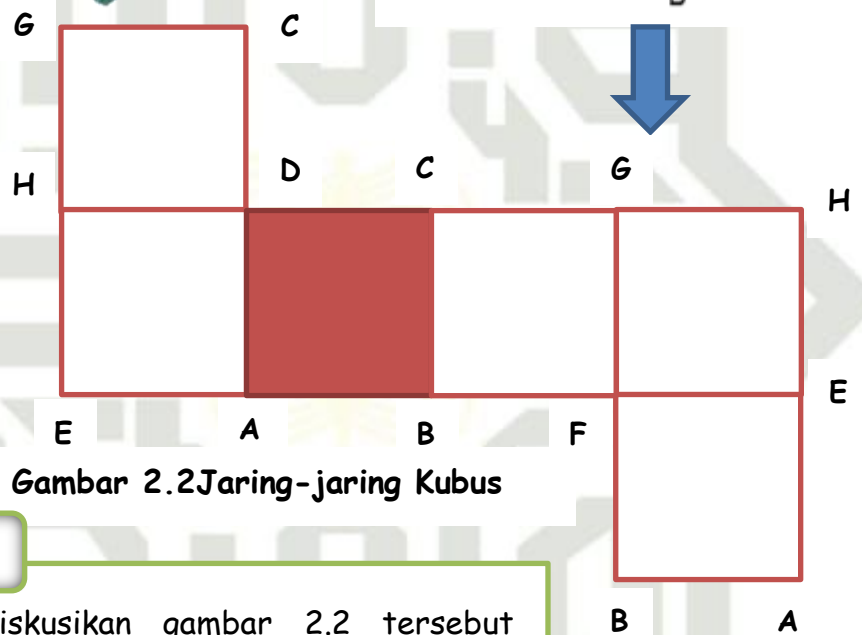 G C
H D C G H
E A B F E
Gambar 2.2Jaring-jaring Kubus
iskusikan gambar 2.2 tersebut
B A